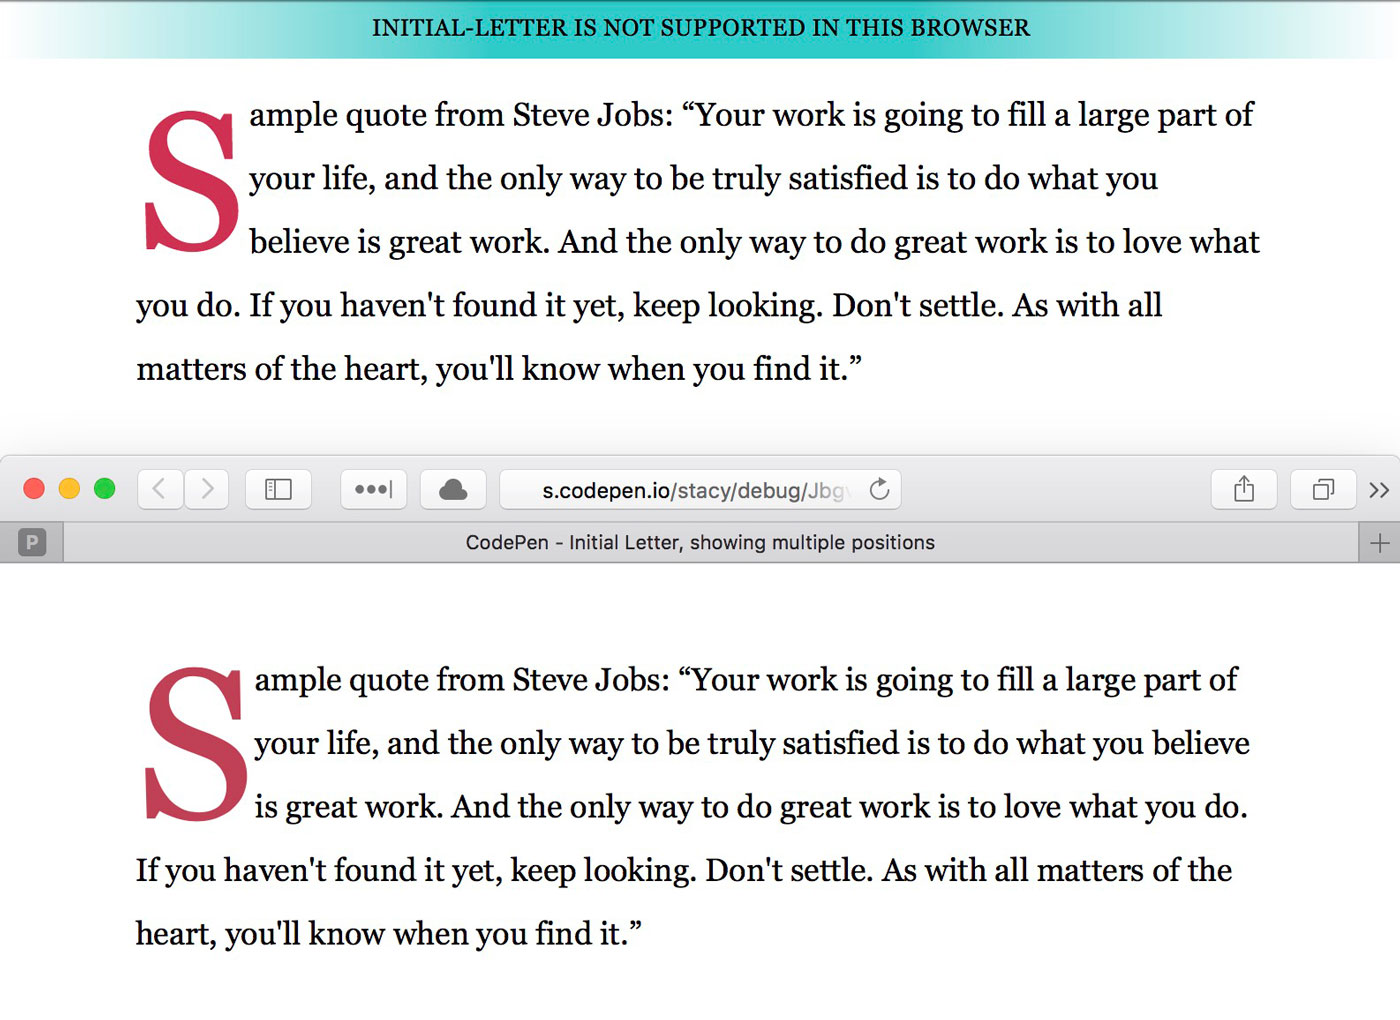 INITIAL-LETTER IS NOT SUPPORTED IN THIS BROWSER
Sample quote from Steve Jobs: “Your work is going to fill a large part of
your life, and the only way to be truly satisfied is to do what you
believe is great work. And the only way to do great work is to love what
you do. If you haven't found it yet, keep looking. Don't settle. As with all
matters of the heart, you'll know when you find it.”
s.codepen.io/stacy/debug/Jbg
P
CodePen - Initial Letter, showing multiple positions
Sample quote from Steve Jobs: “Your work is going to fill a large part of
your life, and the only way to be truly satisfied is to do what you believe
is great work. And the only way to do great work is to love what you do.
If you haven't found it yet, keep looking. Don't settle. As with all matters of the
heart, you'll know when you find it.”